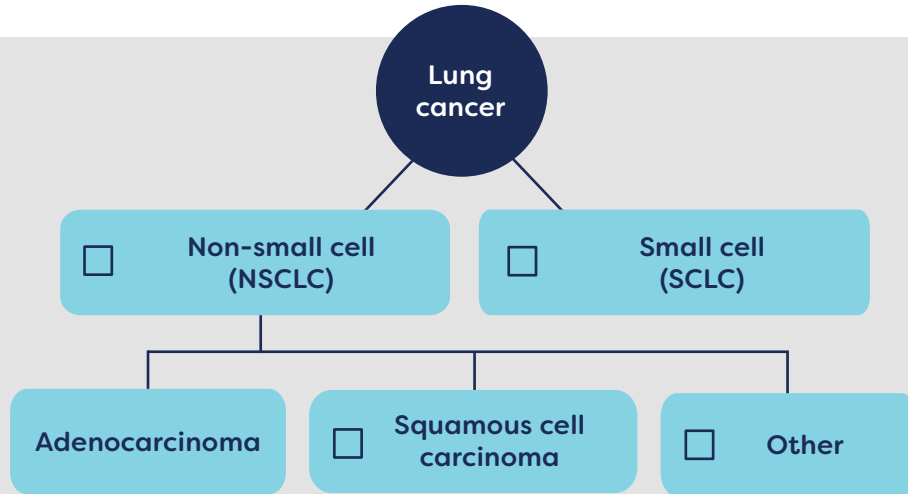 Lung
cancer
Non-small cell
(NSCLC)
Small cell
(SCLC)
Adenocarcinoma
Squamous cell
carcinoma
Other